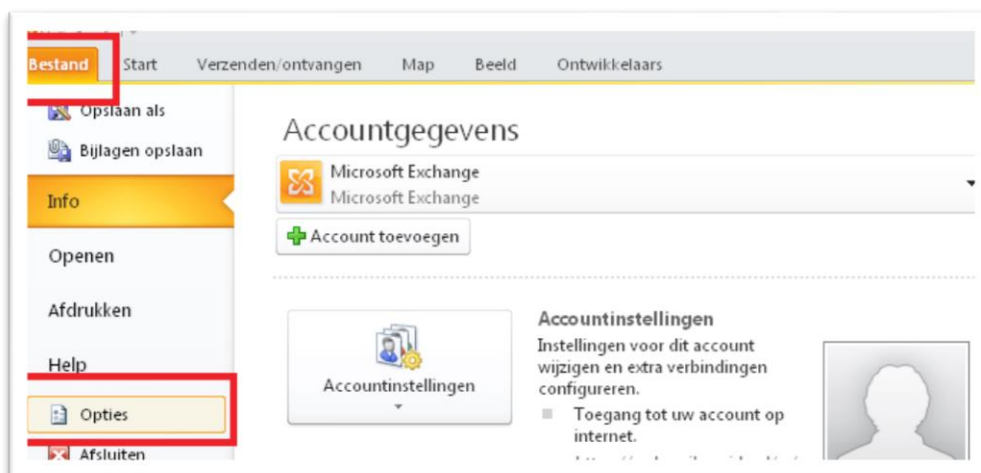 Bestand Start Verzenden/ontvangen Map Beeld Ontwikkelaars
Opslaan als
Bijlagen opslaan
Info
Openen
Afdrukken
Help
Opties
Afsluiten
Accountgegevens
Microsoft Exchange
Microsoft Exchange
Account toevoegen
Accountinstellingen
Accountinstellingen
Instellingen voor dit account
wijzigen en extra verbindingen
configureren.
Toegang tot uw account op
internet.